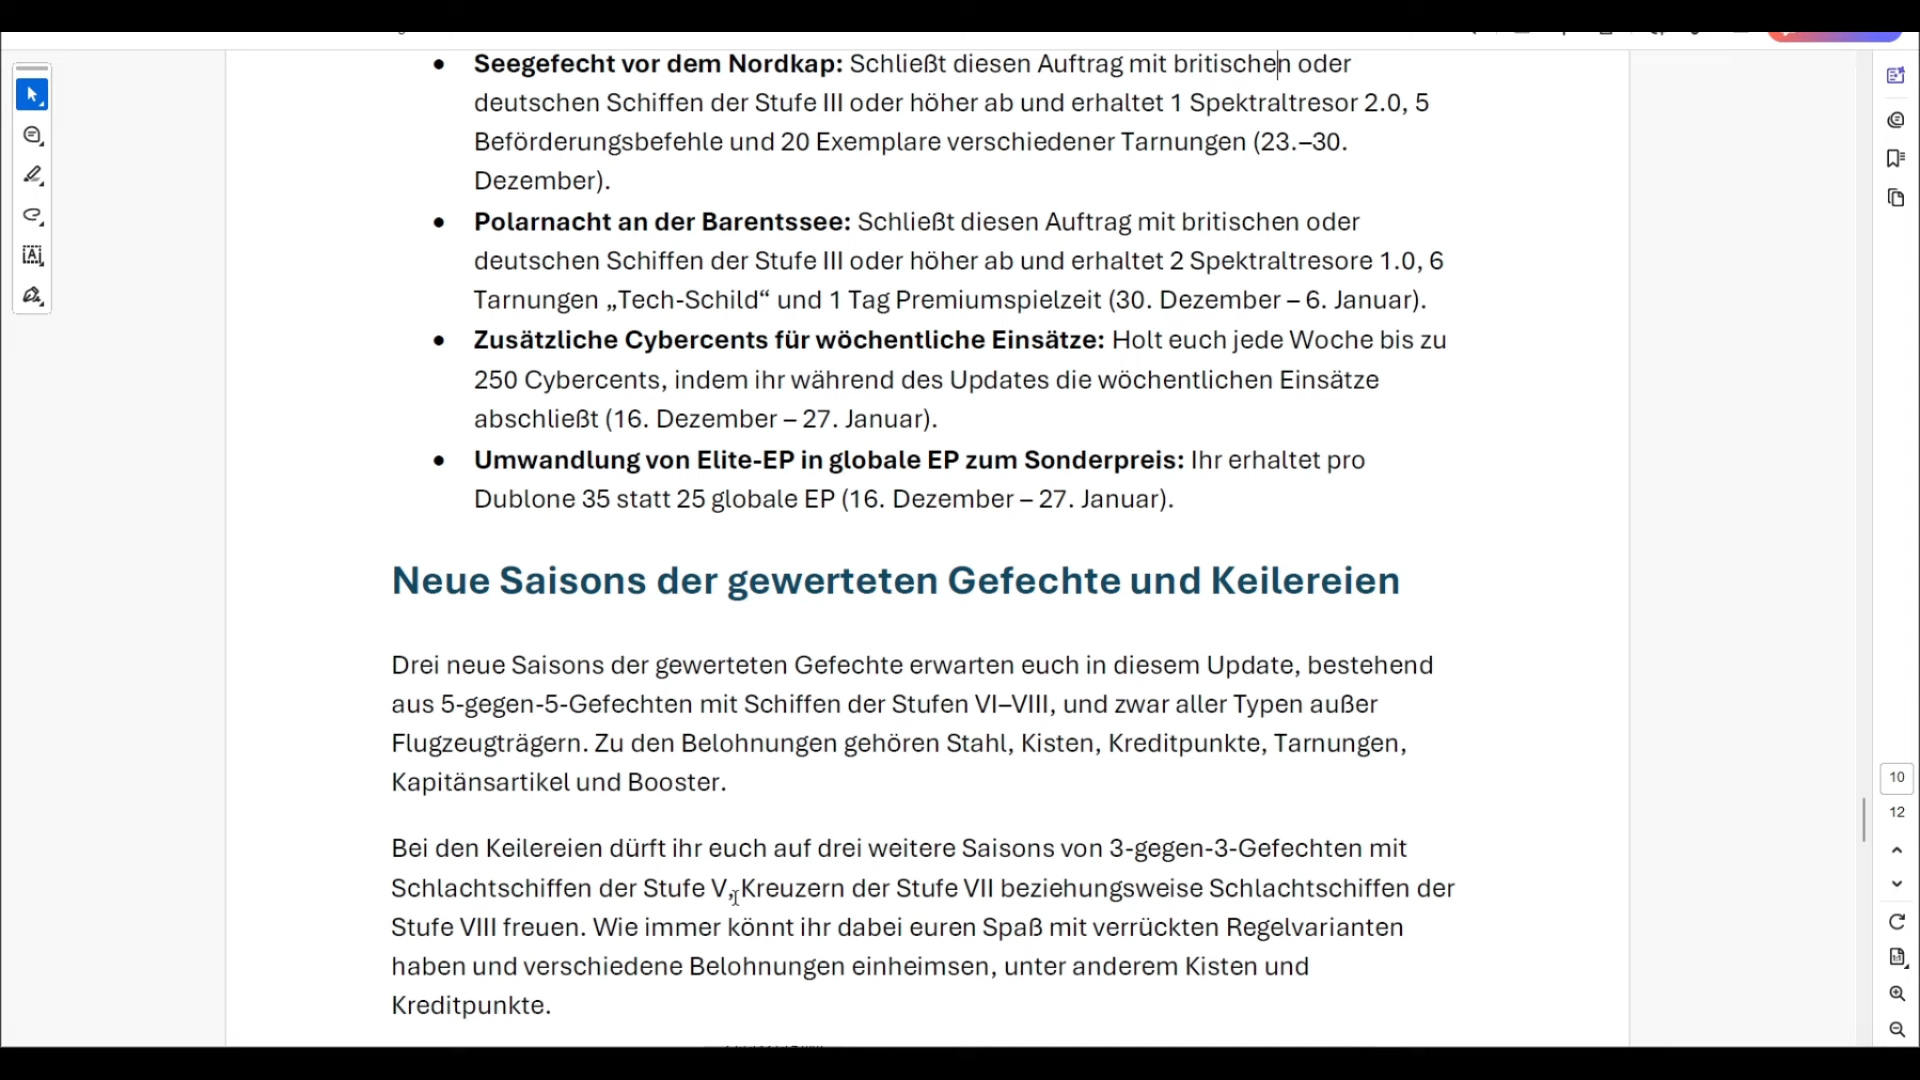 Seegefecht vor dem Nordkap: Schließt diesen Auftrag mit britischen oder
deutschen Schiffen der Stufe III oder höher ab und erhaltet 1 Spektraltresor 2.0, 5
Beförderungsbefehle und 20 Exemplare verschiedener Tarnungen (23.–30.
Dezember).
Polarnacht an der Barentssee: Schließt diesen Auftrag mit britischen oder
deutschen Schiffen der Stufe III oder höher ab und erhaltet 2 Spektraltresore 1.0, 6
Tarnungen „Tech-Schild“ und 1 Tag Premiumspielzeit (30. Dezember – 6. Januar).
Zusätzliche Cybercents für wöchentliche Einsätze: Holt euch jede Woche bis zu
250 Cybercents, indem ihr während des Updates die wöchentlichen Einsätze
abschließt (16. Dezember – 27. Januar).
Umwandlung von Elite-EP in globale EP zum Sonderpreis: Ihr erhaltet pro
Dublone 35 statt 25 globale EP (16. Dezember – 27. Januar).
Neue Saisons der gewerteten Gefechte und Keilereien
Drei neue Saisons der gewerteten Gefechte erwarten euch in diesem Update, bestehend
aus 5-gegen-5-Gefechten mit Schiffen der Stufen VI–VIII, und zwar aller Typen außer
Flugzeugträgern. Zu den Belohnungen gehören Stahl, Kisten, Kreditpunkte, Tarnungen,
Kapitänsartikel und Booster.
Bei den Keilereien dürft ihr euch auf drei weitere Saisons von 3-gegen-3-Gefechten mit
Schlachtschiffen der Stufe V, Kreuzern der Stufe VII beziehungsweise Schlachtschiffen der
Stufe VIII freuen. Wie immer könnt ihr dabei euren Spaß mit verrückten Regelvarianten
haben und verschiedene Belohnungen einheimsen, unter anderem Kisten und
Kreditpunkte.
10
12